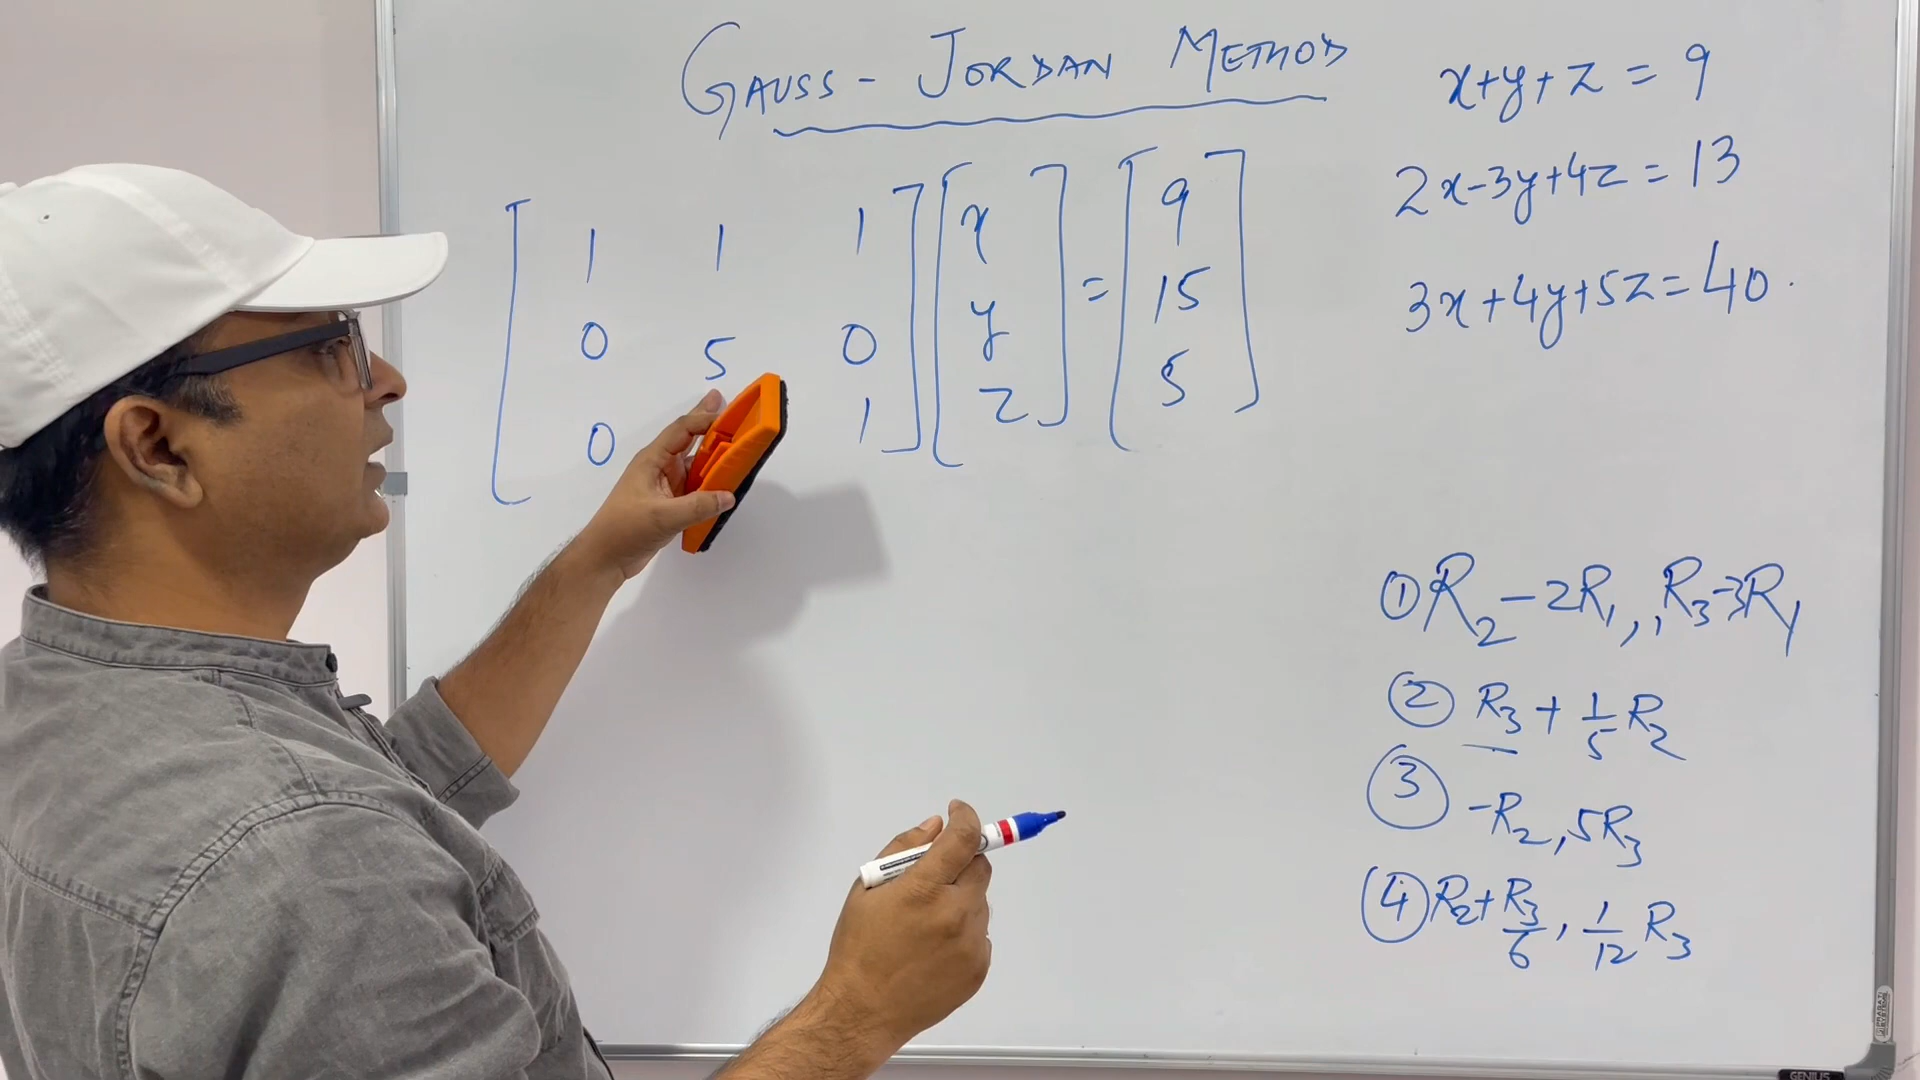 GAUSS - JORDAN METHOD
x+y+z = 9
2x-3y+4z = 13
3x+4y+5z = 40.
1 1 1 x 9
0 5 0 y = 15
0 1 z 5
① R2 - 2R1, , R3-3R1
② R3 + 1/5 R2
③ -R2, 5R3
④ R2+R3/6, 1/12 R3
GENIUS